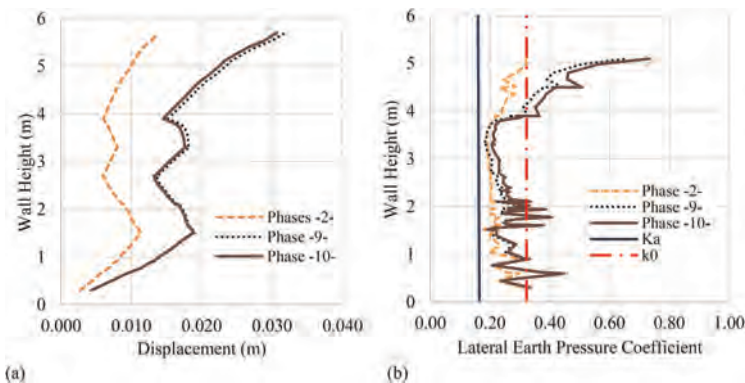 6
5
4
3
2
1
0
Wall Height (m)
0.000 0.010 0.020 0.030 0.040
Displacement (m)
Phases -2-
Phase -9-
Phase -10-
(a)
6
5
4
3
2
1
0
Wall Height (m)
0.00 0.20 0.40 0.60 0.80 1.00
Lateral Earth Pressure Coefficient
Phase -2-
Phase -9-
Phase -10-
Ka
k0
(b)